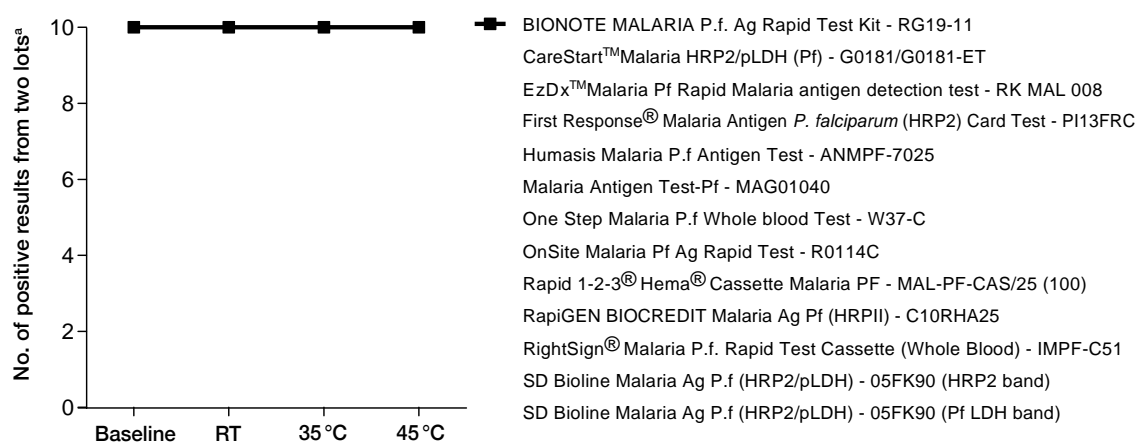 No. of positive results from two lotsᵃ
10
8
6
4
2
0
Baseline RT 35 °C 45 °C
BIONOTE MALARIA P.f. Ag Rapid Test Kit - RG19-11
CareStart™Malaria HRP2/pLDH (Pf) - G0181/G0181-ET
EzDx™Malaria Pf Rapid Malaria antigen detection test - RK MAL 008
First Response® Malaria Antigen P. falciparum (HRP2) Card Test - PI13FRC
Humasis Malaria P.f Antigen Test - ANMPF-7025
Malaria Antigen Test-Pf - MAG01040
One Step Malaria P.f Whole blood Test - W37-C
OnSite Malaria Pf Ag Rapid Test - R0114C
Rapid 1-2-3® Hema® Cassette Malaria PF - MAL-PF-CAS/25 (100)
RapiGEN BIOCREDIT Malaria Ag Pf (HRPII) - C10RHA25
RightSign® Malaria P.f. Rapid Test Cassette (Whole Blood) - IMPF-C51
SD Bioline Malaria Ag P.f (HRP2/pLDH) - 05FK90 (HRP2 band)
SD Bioline Malaria Ag P.f (HRP2/pLDH) - 05FK90 (Pf LDH band)